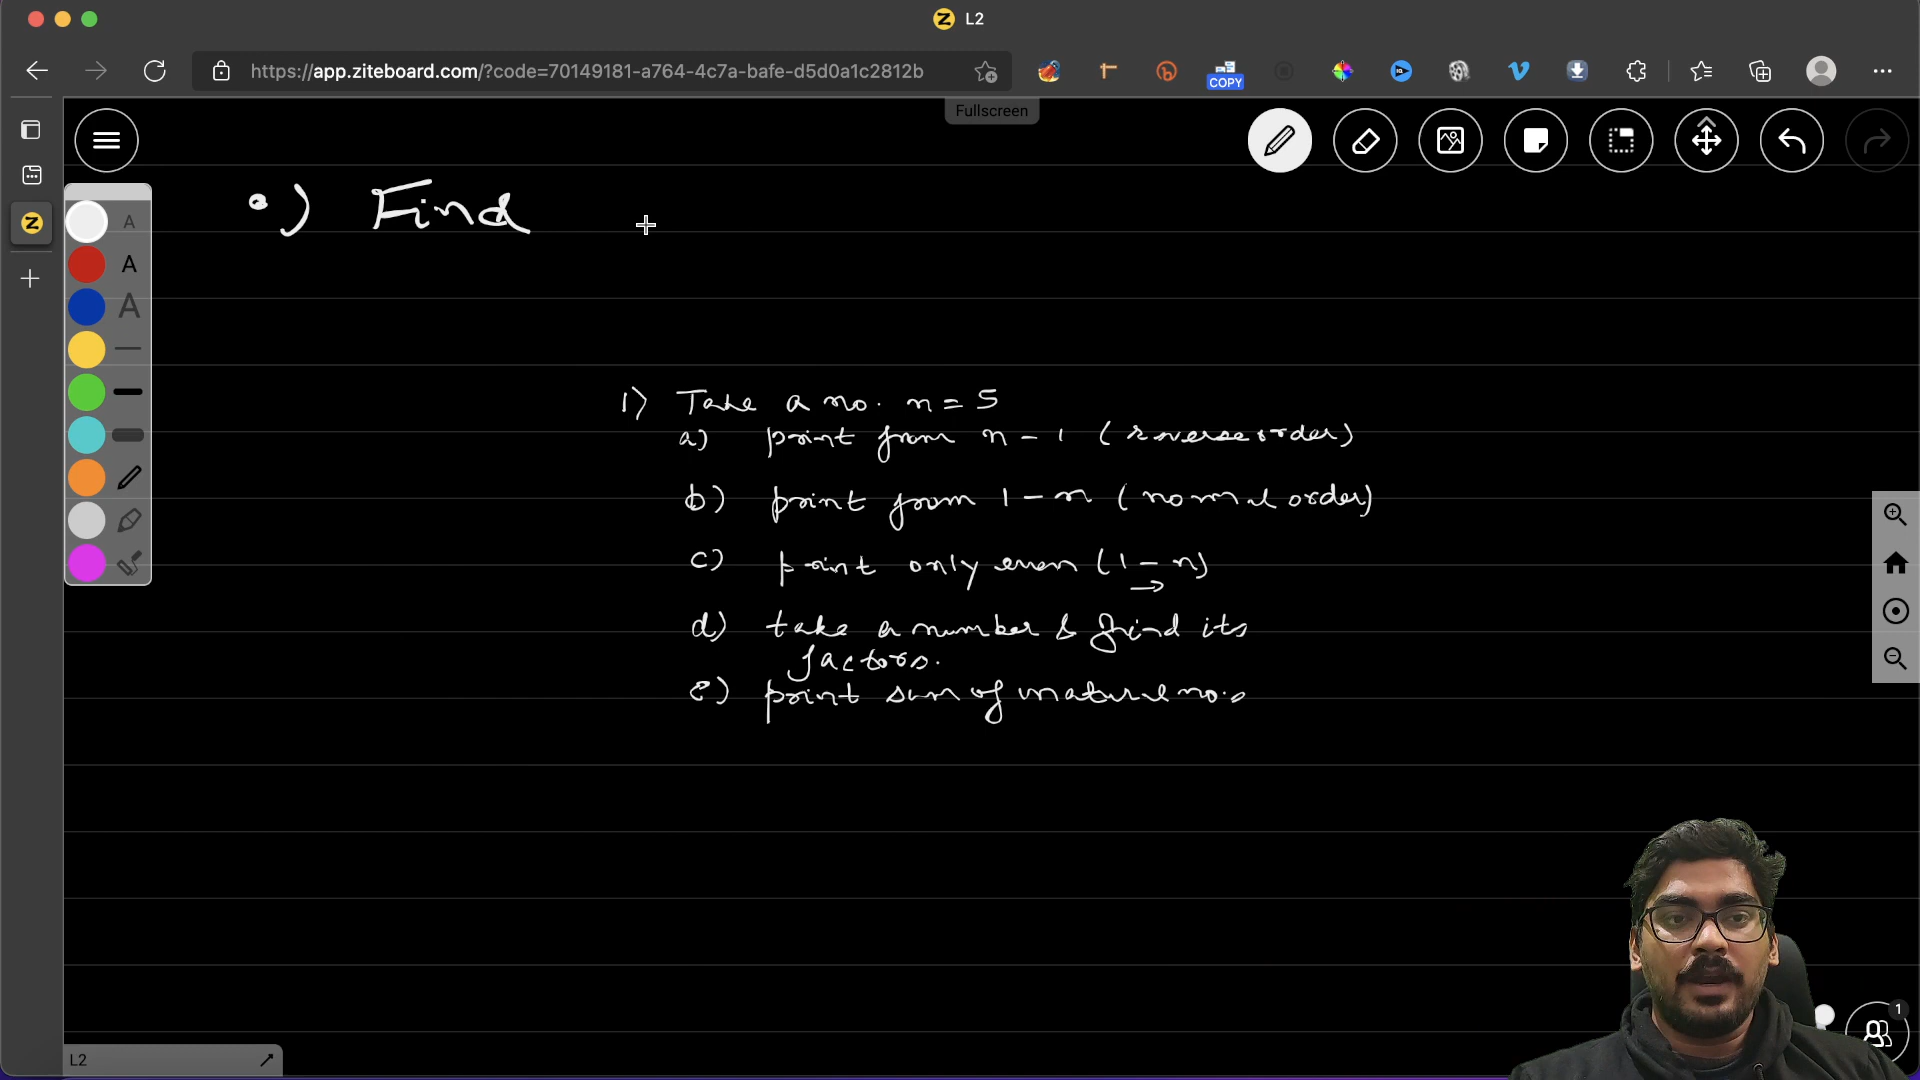 L2
https://app.ziteboard.com/?code=70149181-a764-4c7a-bafe-d5d0a1c2812b
COPY
Fullscreen
•) Find
A
A
A
1) Take a no. n = 5
a) print from n - 1 (reverse order)
b) print from 1 - n (normal order)
c) print only even (1 - n)
d) take a number & find its
factors.
e) print sum of n natural no.s
1
L2